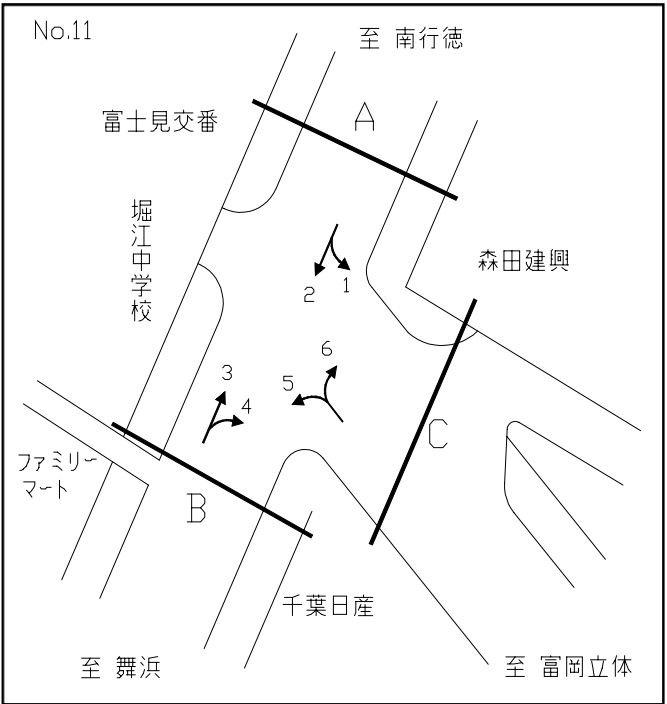 No.11
至 南行徳
富士見交番
A
堀江中学校
森田建興
2
1
6
3
5
4
C
ファミリー
マート
B
千葉日産
至 舞浜
至 富岡立体